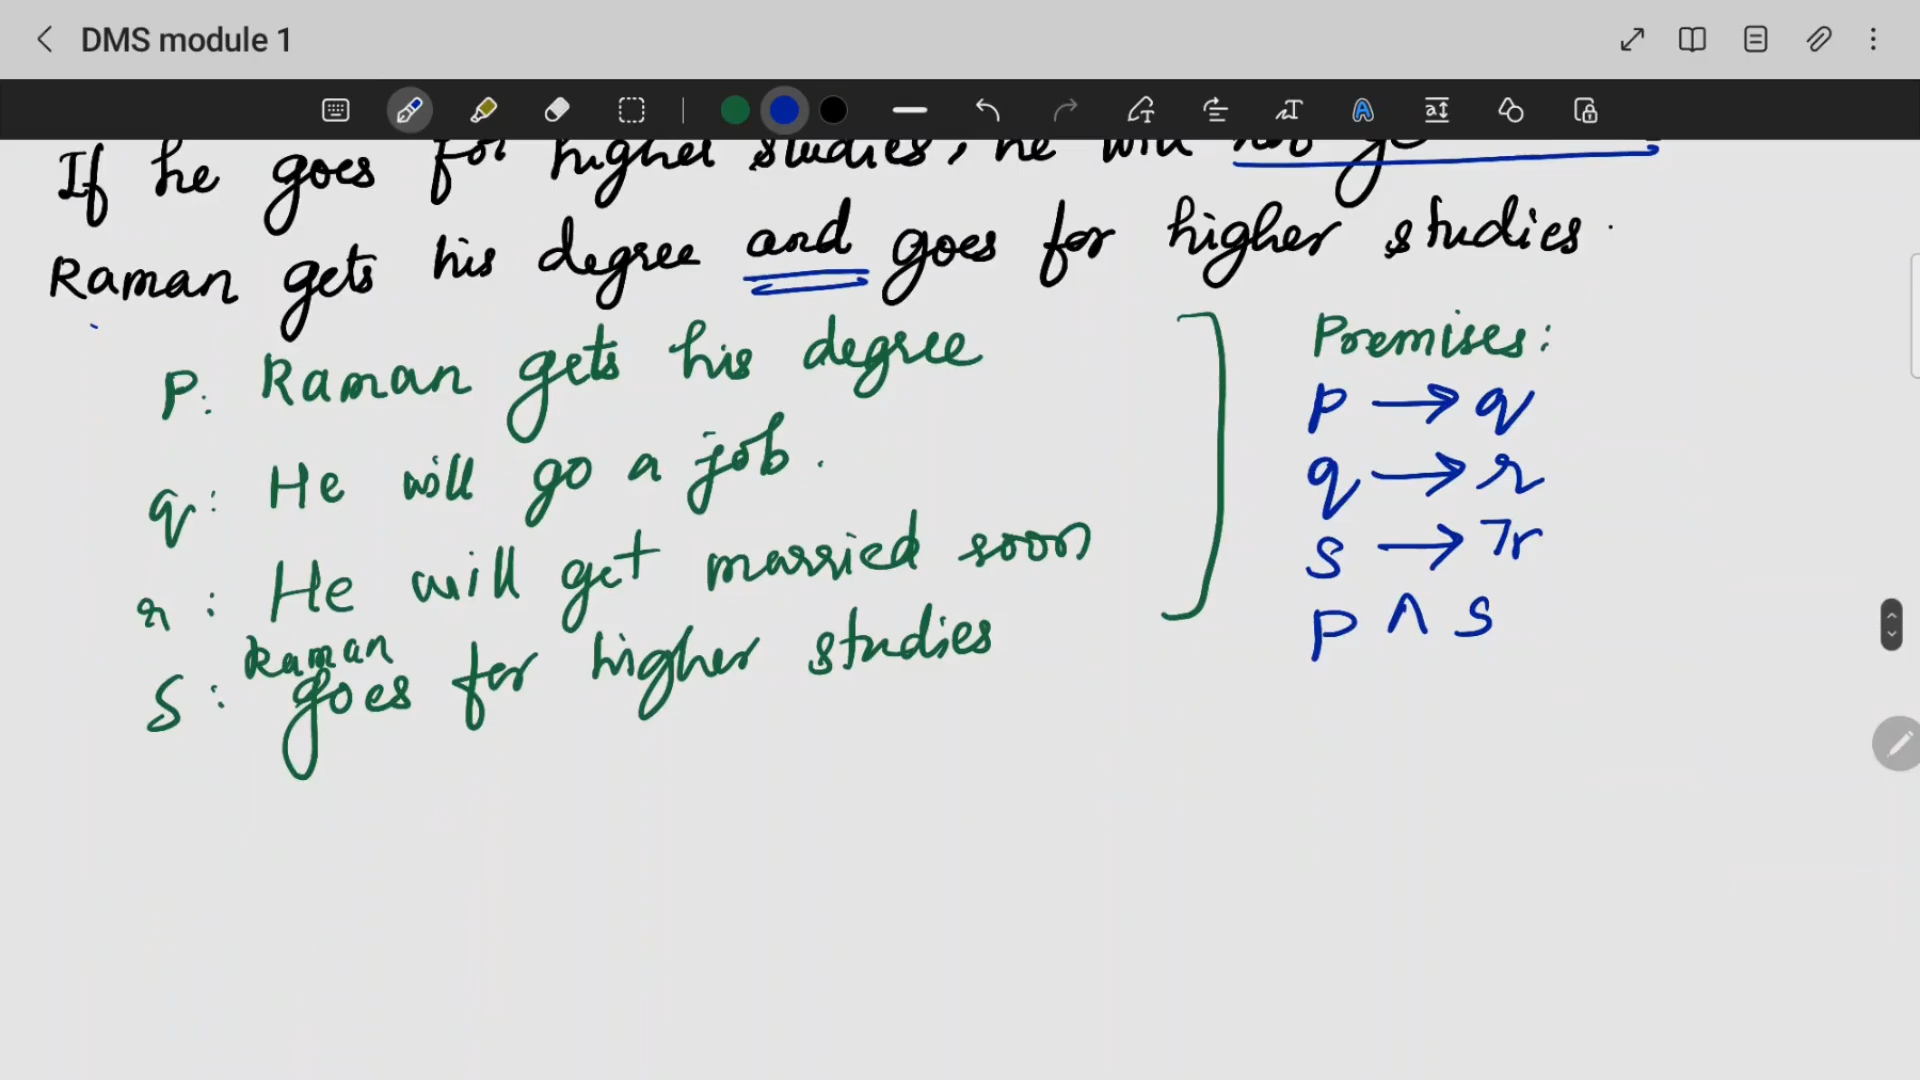 DMS module 1
If he goes for higher studies, he will
Raman gets his degree and goes for higher studies.
P: Raman gets his degree
q: He will go a job.
r: He will get married soon
S: Raman goes for higher studies
Premises:
P → q
q → r
S → ¬r
P ∧ S